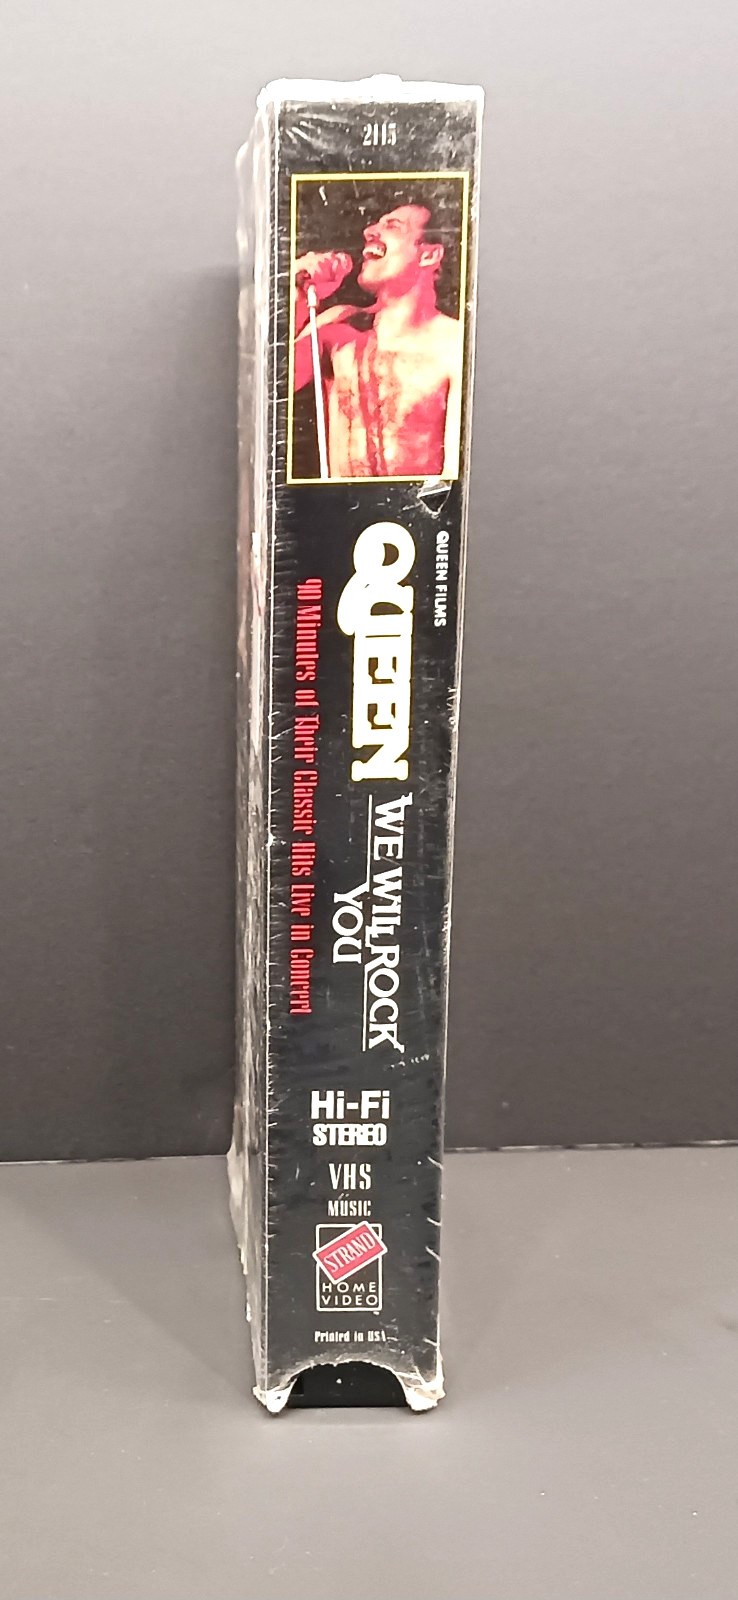 2115
QUEEN FILMS
QUEEN
WE WILL ROCK
YOU
90 Minutes of Their Classic Hits Live in Concert
Hi-Fi
STEREO
VHS
MUSIC
STRAND
HOME
VIDEO
Printed in USA